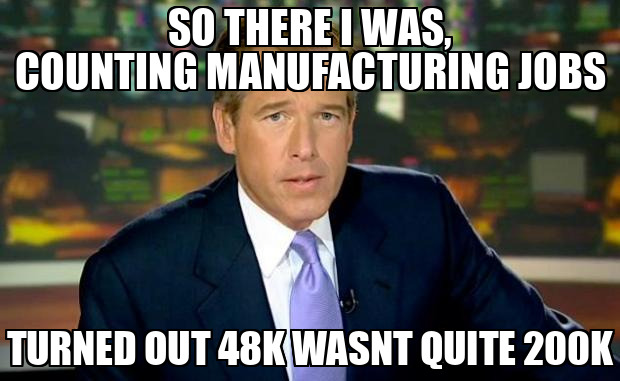 SO THERE I WAS,
COUNTING MANUFACTURING JOBS
TURNED OUT 48K WASNT QUITE 200K